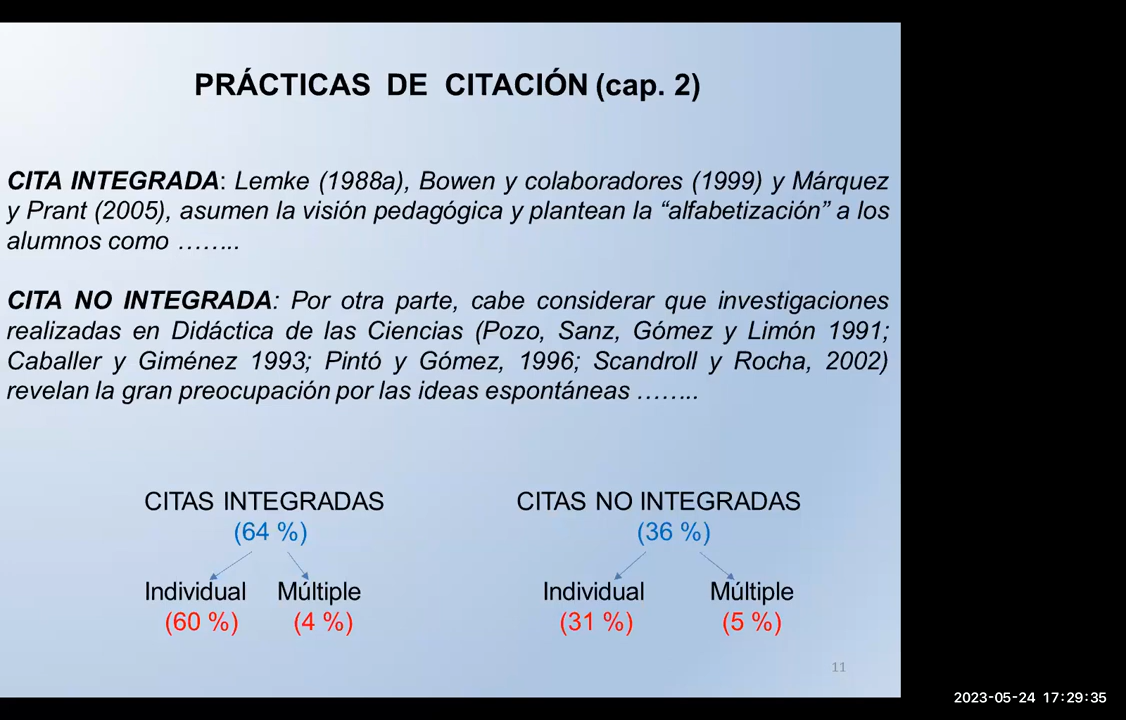 PRÁCTICAS DE CITACIÓN (cap. 2)
CITA INTEGRADA: Lemke (1988a), Bowen y colaboradores (1999) y Márquez
y Prant (2005), asumen la visión pedagógica y plantean la “alfabetización” a los
alumnos como ……..
CITA NO INTEGRADA: Por otra parte, cabe considerar que investigaciones
realizadas en Didáctica de las Ciencias (Pozo, Sanz, Gómez y Limón 1991;
Caballer y Giménez 1993; Pintó y Gómez, 1996; Scandroll y Rocha, 2002)
revelan la gran preocupación por las ideas espontáneas ……..
CITAS INTEGRADAS CITAS NO INTEGRADAS
(64 %) (36 %)
Individual Múltiple Individual Múltiple
(60 %) (4 %) (31 %) (5 %)
11
2023-05-24 17:29:35